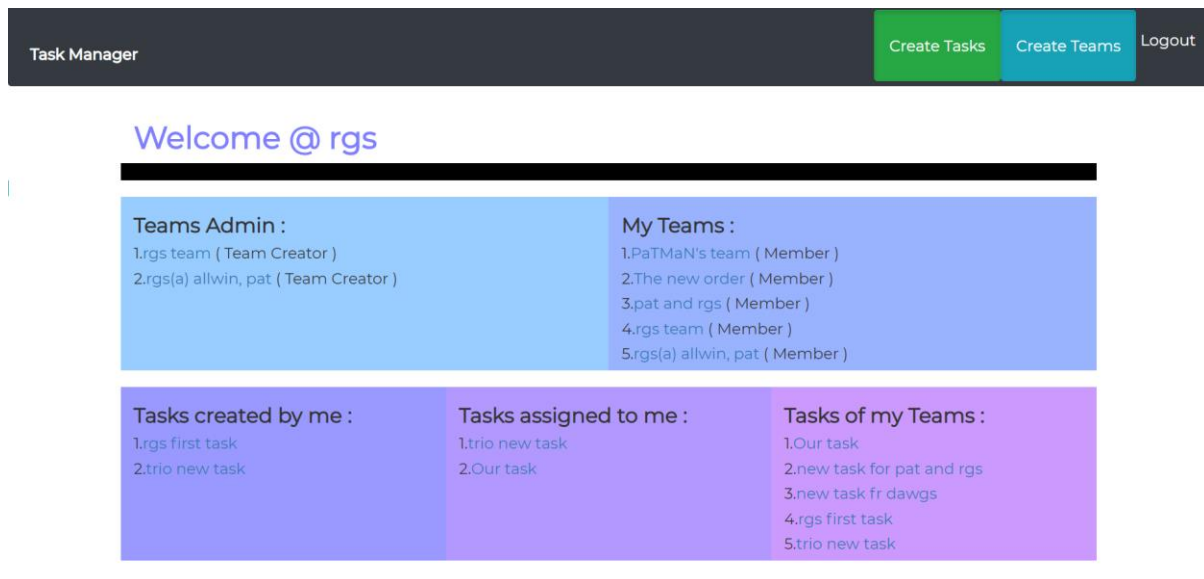 Task Manager
Create Tasks
Create Teams
Logout
Welcome @ rgs
Teams Admin :
1.rgs team ( Team Creator )
2.rgs(a) allwin, pat ( Team Creator )
My Teams :
1.PaTMaN's team ( Member )
2.The new order ( Member )
3.pat and rgs ( Member )
4.rgs team ( Member )
5.rgs(a) allwin, pat ( Member )
Tasks created by me :
1.rgs first task
2.trio new task
Tasks assigned to me :
1.trio new task
2.Our task
Tasks of my Teams :
1.Our task
2.new task for pat and rgs
3.new task fr dawgs
4.rgs first task
5.trio new task